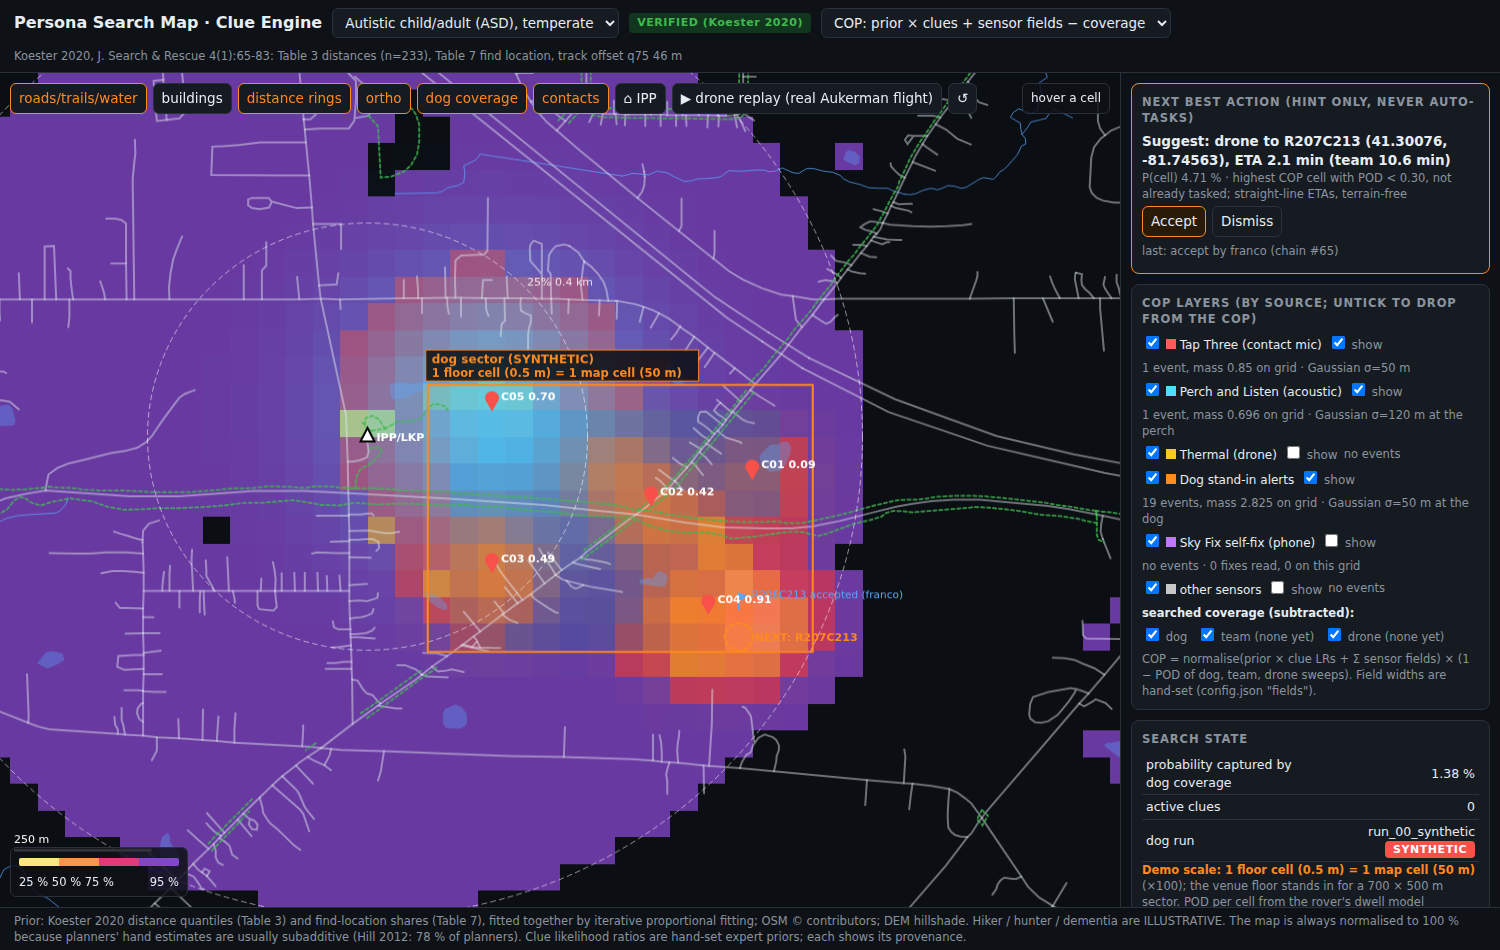 Persona Search Map · Clue Engine
Autistic child/adult (ASD), temperate
VERIFIED (Koester 2020)
COP: prior × clues + sensor fields − coverage
Koester 2020, J. Search & Rescue 4(1):65-83: Table 3 distances (n=233), Table 7 find location, track offset q75 46 m
roads/trails/water
buildings
distance rings
ortho
dog coverage
contacts
⌂ IPP
▶ drone replay (real Aukerman flight)
↺
hover a cell
25% 0.4 km
dog sector (SYNTHETIC)
1 floor cell (0.5 m) = 1 map cell (50 m)
C05 0.70
IPP/LKP
C01 0.09
C02 0.42
C03 0.49
C04 0.91
C213 accepted (franco)
NEXT: R207C213
250 m
25 % 50 % 75 % 95 %
NEXT BEST ACTION (HINT ONLY, NEVER AUTO-
TASKS)
Suggest: drone to R207C213 (41.30076,
-81.74563), ETA 2.1 min (team 10.6 min)
P(cell) 4.71 % · highest COP cell with POD < 0.30, not
already tasked; straight-line ETAs, terrain-free
Accept
Dismiss
last: accept by franco (chain #65)
COP LAYERS (BY SOURCE; UNTICK TO DROP
FROM THE COP)
Tap Three (contact mic) show
1 event, mass 0.85 on grid · Gaussian σ=50 m
Perch and Listen (acoustic) show
1 event, mass 0.696 on grid · Gaussian σ=120 m at the
perch
Thermal (drone) show no events
Dog stand-in alerts show
19 events, mass 2.825 on grid · Gaussian σ=50 m at the
dog
Sky Fix self-fix (phone) show
no events · 0 fixes read, 0 on this grid
other sensors show no events
searched coverage (subtracted):
dog team (none yet) drone (none yet)
COP = normalise(prior × clue LRs + Σ sensor fields) × (1
− POD of dog, team, drone sweeps). Field widths are
hand-set (config.json "fields").
SEARCH STATE
probability captured by
dog coverage
1.38 %
active clues 0
dog run
run_00_synthetic
SYNTHETIC
Demo scale: 1 floor cell (0.5 m) = 1 map cell (50 m)
(×100); the venue floor stands in for a 700 × 500 m
sector. POD per cell from the rover's dwell model
Prior: Koester 2020 distance quantiles (Table 3) and find-location shares (Table 7), fitted together by iterative proportional fitting; OSM © contributors; DEM hillshade. Hiker / hunter / dementia are ILLUSTRATIVE. The map is always normalised to 100 %
because planners' hand estimates are usually subadditive (Hill 2012: 78 % of planners). Clue likelihood ratios are hand-set expert priors; each shows its provenance.